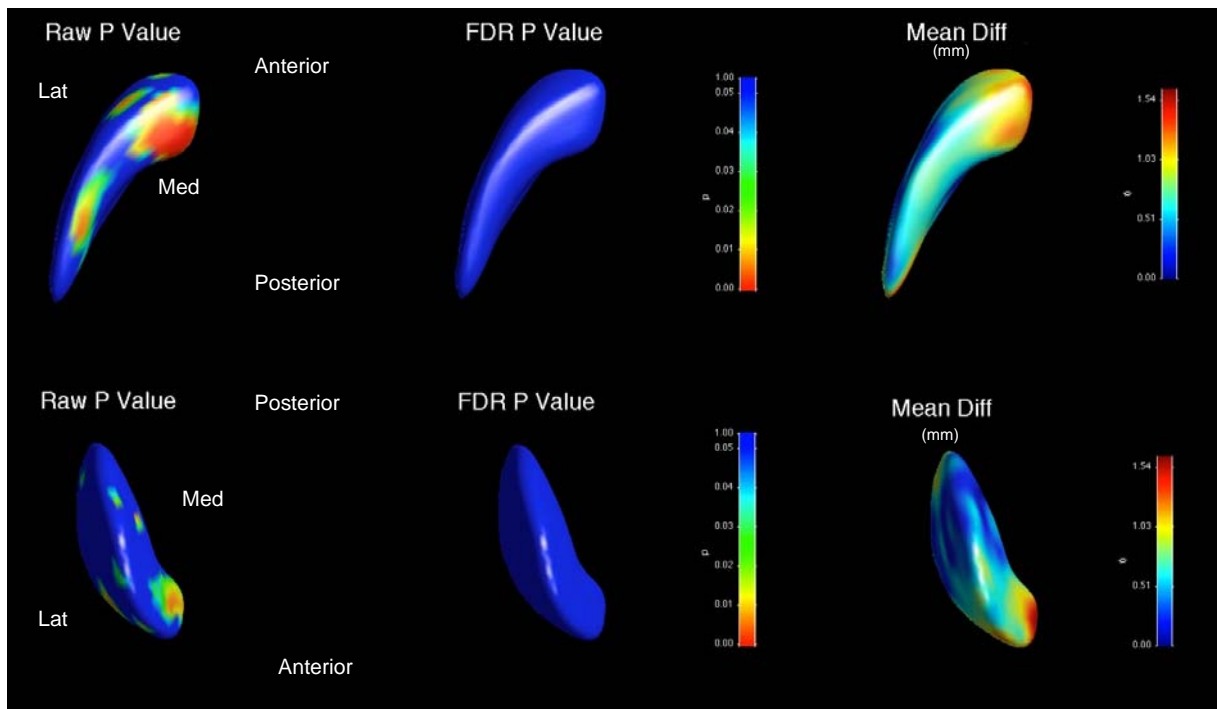 Raw P Value
FDR P Value
Mean Diff
(mm)
Anterior
Lat
Med
Posterior
1.00
0.05
0.04
0.03
0.02
0.01
0.00
p
1.54
1.03
0.51
0.00
Raw P Value
Posterior
FDR P Value
Mean Diff
(mm)
Med
Lat
Anterior
1.00
0.05
0.04
0.03
0.02
0.01
0.00
p
1.54
1.03
0.51
0.00